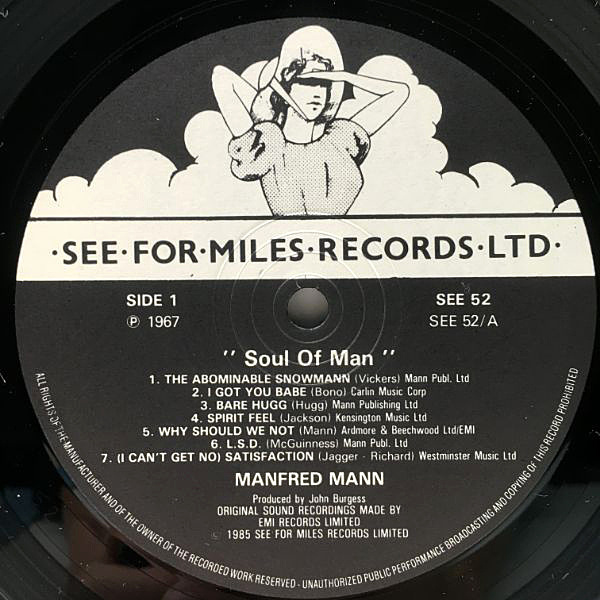 ·SEE·FOR·MILES·RECORDS·LTD·
SIDE 1
℗ 1967
SEE 52
SEE 52/A
" Soul Of Man "
1. THE ABOMINABLE SNOWMANN (Vickers) Mann Publ. Ltd
2. I GOT YOU BABE (Bono) Carlin Music Corp
3. BARE HUGG (Hugg) Mann Publishing Ltd
4. SPIRIT FEEL (Jackson) Kensington Music Ltd
5. WHY SHOULD WE NOT (Mann) Ardmore & Beechwood Ltd/EMI
6. L.S.D. (McGuinness) Mann Publ. Ltd
7. (I CAN'T GET NO) SATISFACTION (Jagger - Richard) Westminster Music Ltd
MANFRED MANN
Produced by John Burgess
ORIGINAL SOUND RECORDINGS MADE BY
EMI RECORDS LIMITED
© 1985 SEE FOR MILES RECORDS LIMITED
ALL RIGHTS OF THE MANUFACTURER AND OF THE OWNER OF THE RECORDED WORK RESERVED - UNAUTHORIZED PUBLIC PERFORMANCE BROADCASTING AND COPYING OF THIS RECORD PROHIBITED